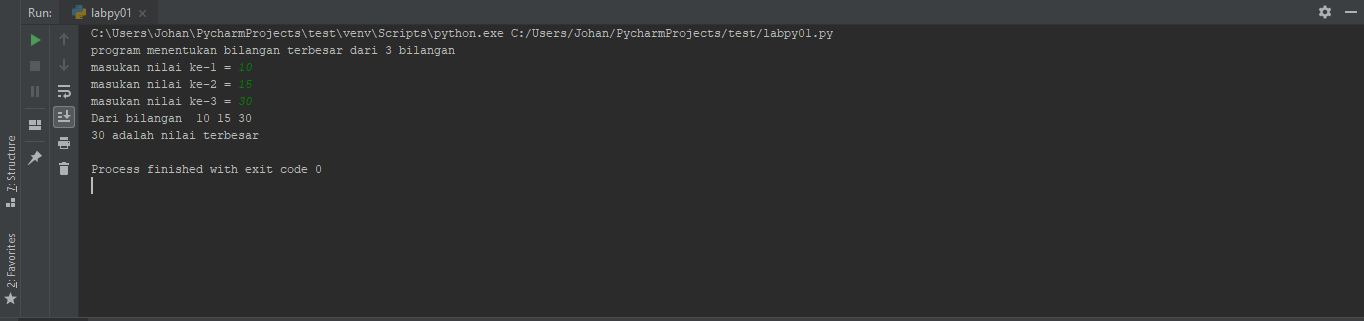 Run: labpy01
C:\Users\Johan\PycharmProjects\test\venv\Scripts\python.exe C:/Users/Johan/PycharmProjects/test/labpy01.py
program menentukan bilangan terbesar dari 3 bilangan
masukan nilai ke-1 = 10
masukan nilai ke-2 = 15
masukan nilai ke-3 = 30
Dari bilangan  10 15 30
30 adalah nilai terbesar
Process finished with exit code 0
7: Structure
2: Favorites